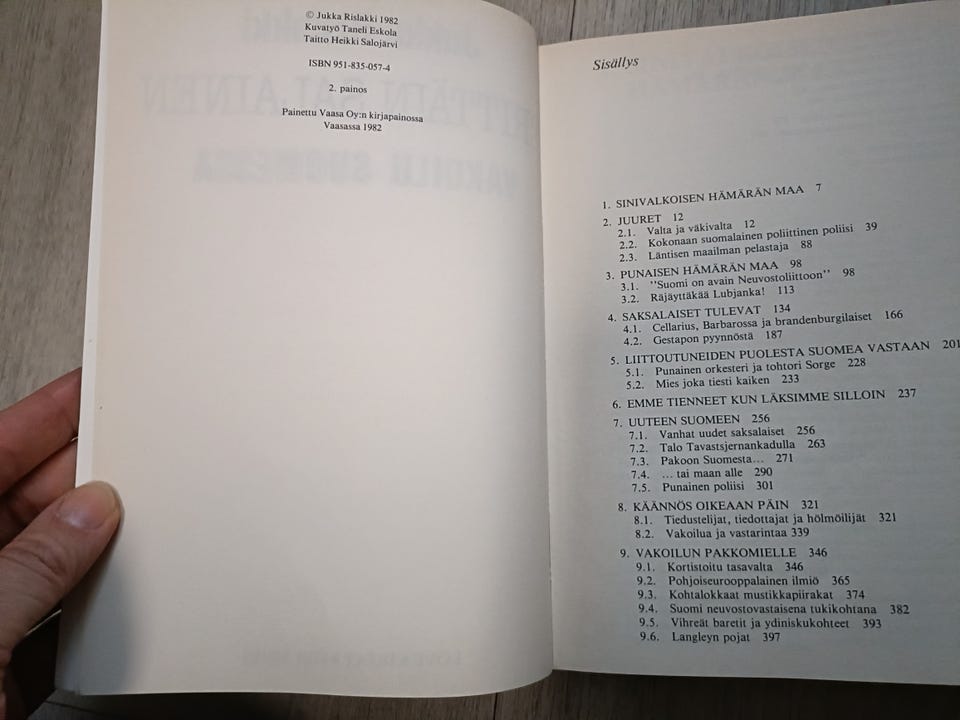 © Jukka Rislakki 1982
Kuvatyö Taneli Eskola
Taitto Heikki Salojärvi
ISBN 951-835-057-4
2. painos
Painettu Vaasa Oy:n kirjapainossa
Vaasassa 1982
Sisällys
1. SINIVALKOISEN HÄMÄRÄN MAA 7
2. JUURET 12
2.1. Valta ja väkivalta 12
2.2. Kokonaan suomalainen poliittinen poliisi 39
2.3. Läntisen maailman pelastaja 88
3. PUNAISEN HÄMÄRÄN MAA 98
3.1. "Suomi on avain Neuvostoliittoon" 98
3.2. Räjäyttäkää Lubjanka! 113
4. SAKSALAISET TULEVAT 134
4.1. Cellarius, Barbarossa ja brandenburgilaiset 166
4.2. Gestapon pyynnöstä 187
5. LIITTOUTUNEIDEN PUOLESTA SUOMEA VASTAAN 201
5.1. Punainen orkesteri ja tohtori Sorge 228
5.2. Mies joka tiesti kaiken 233
6. EMME TIENNEET KUN LÄKSIMME SILLOIN 237
7. UUTEEN SUOMEEN 256
7.1. Vanhat uudet saksalaiset 256
7.2. Talo Tavastsjernankadulla 263
7.3. Pakoon Suomesta... 271
7.4. ... tai maan alle 290
7.5. Punainen poliisi 301
8. KÄÄNNÖS OIKEAAN PÄIN 321
8.1. Tiedustelijat, tiedottajat ja hölmöilijät 321
8.2. Vakoilua ja vastarintaa 339
9. VAKOILUN PAKKOMIELLE 346
9.1. Kortistoitu tasavalta 346
9.2. Pohjoiseurooppalainen ilmiö 365
9.3. Kohtalokkaat mustikkapiirakat 374
9.4. Suomi neuvostovastaisena tukikohtana 382
9.5. Vihreät baretit ja ydiniskukohteet 393
9.6. Langleyn pojat 397